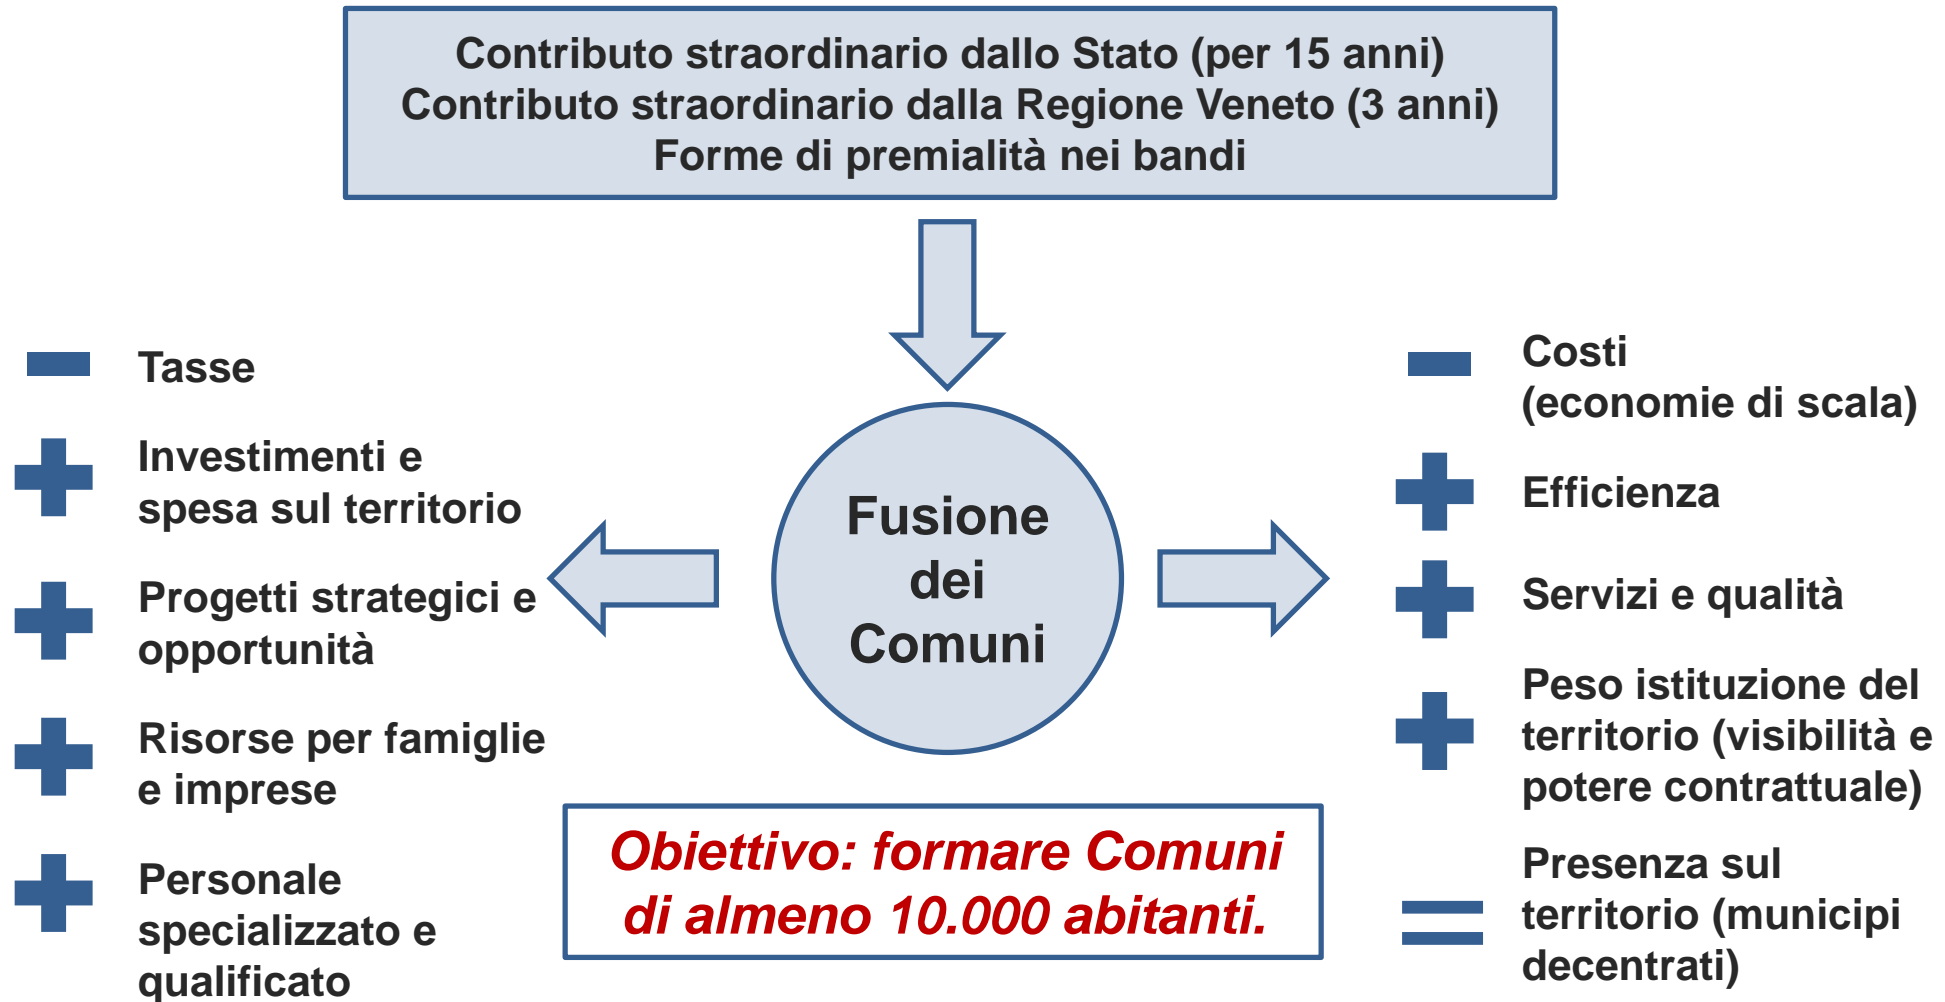 Contributo straordinario dallo Stato (per 15 anni)
Contributo straordinario dalla Regione Veneto (3 anni)
Forme di premialità nei bandi
Tasse
Investimenti e
spesa sul territorio
Progetti strategici e
opportunità
Risorse per famiglie
e imprese
Personale
specializzato e
qualificato
Fusione
dei
Comuni
Obiettivo: formare Comuni
di almeno 10.000 abitanti.
Costi
(economie di scala)
Efficienza
Servizi e qualità
Peso istituzione del
territorio (visibilità e
potere contrattuale)
Presenza sul
territorio (municipi
decentrati)